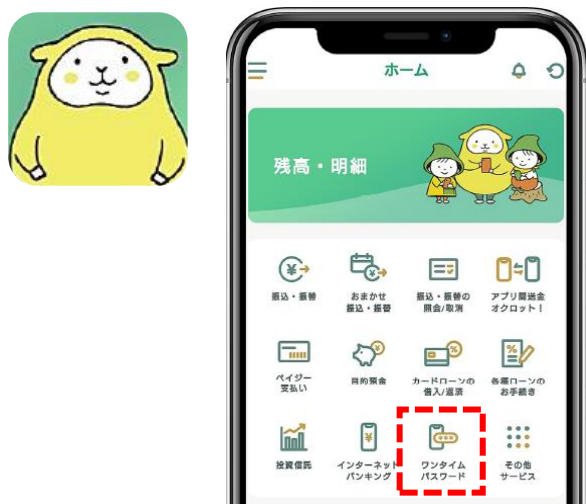 ホーム
残高・明細
振込・振替
おまかせ
振込・振替
振込・振替の
照会/取消
アプリ間送金
オクロット！
ペイジー
支払い
目的預金
カードローンの
借入/返済
各種ローンの
お手続き
投資信託
インターネット
バンキング
ワンタイム
パスワード
その他
サービス